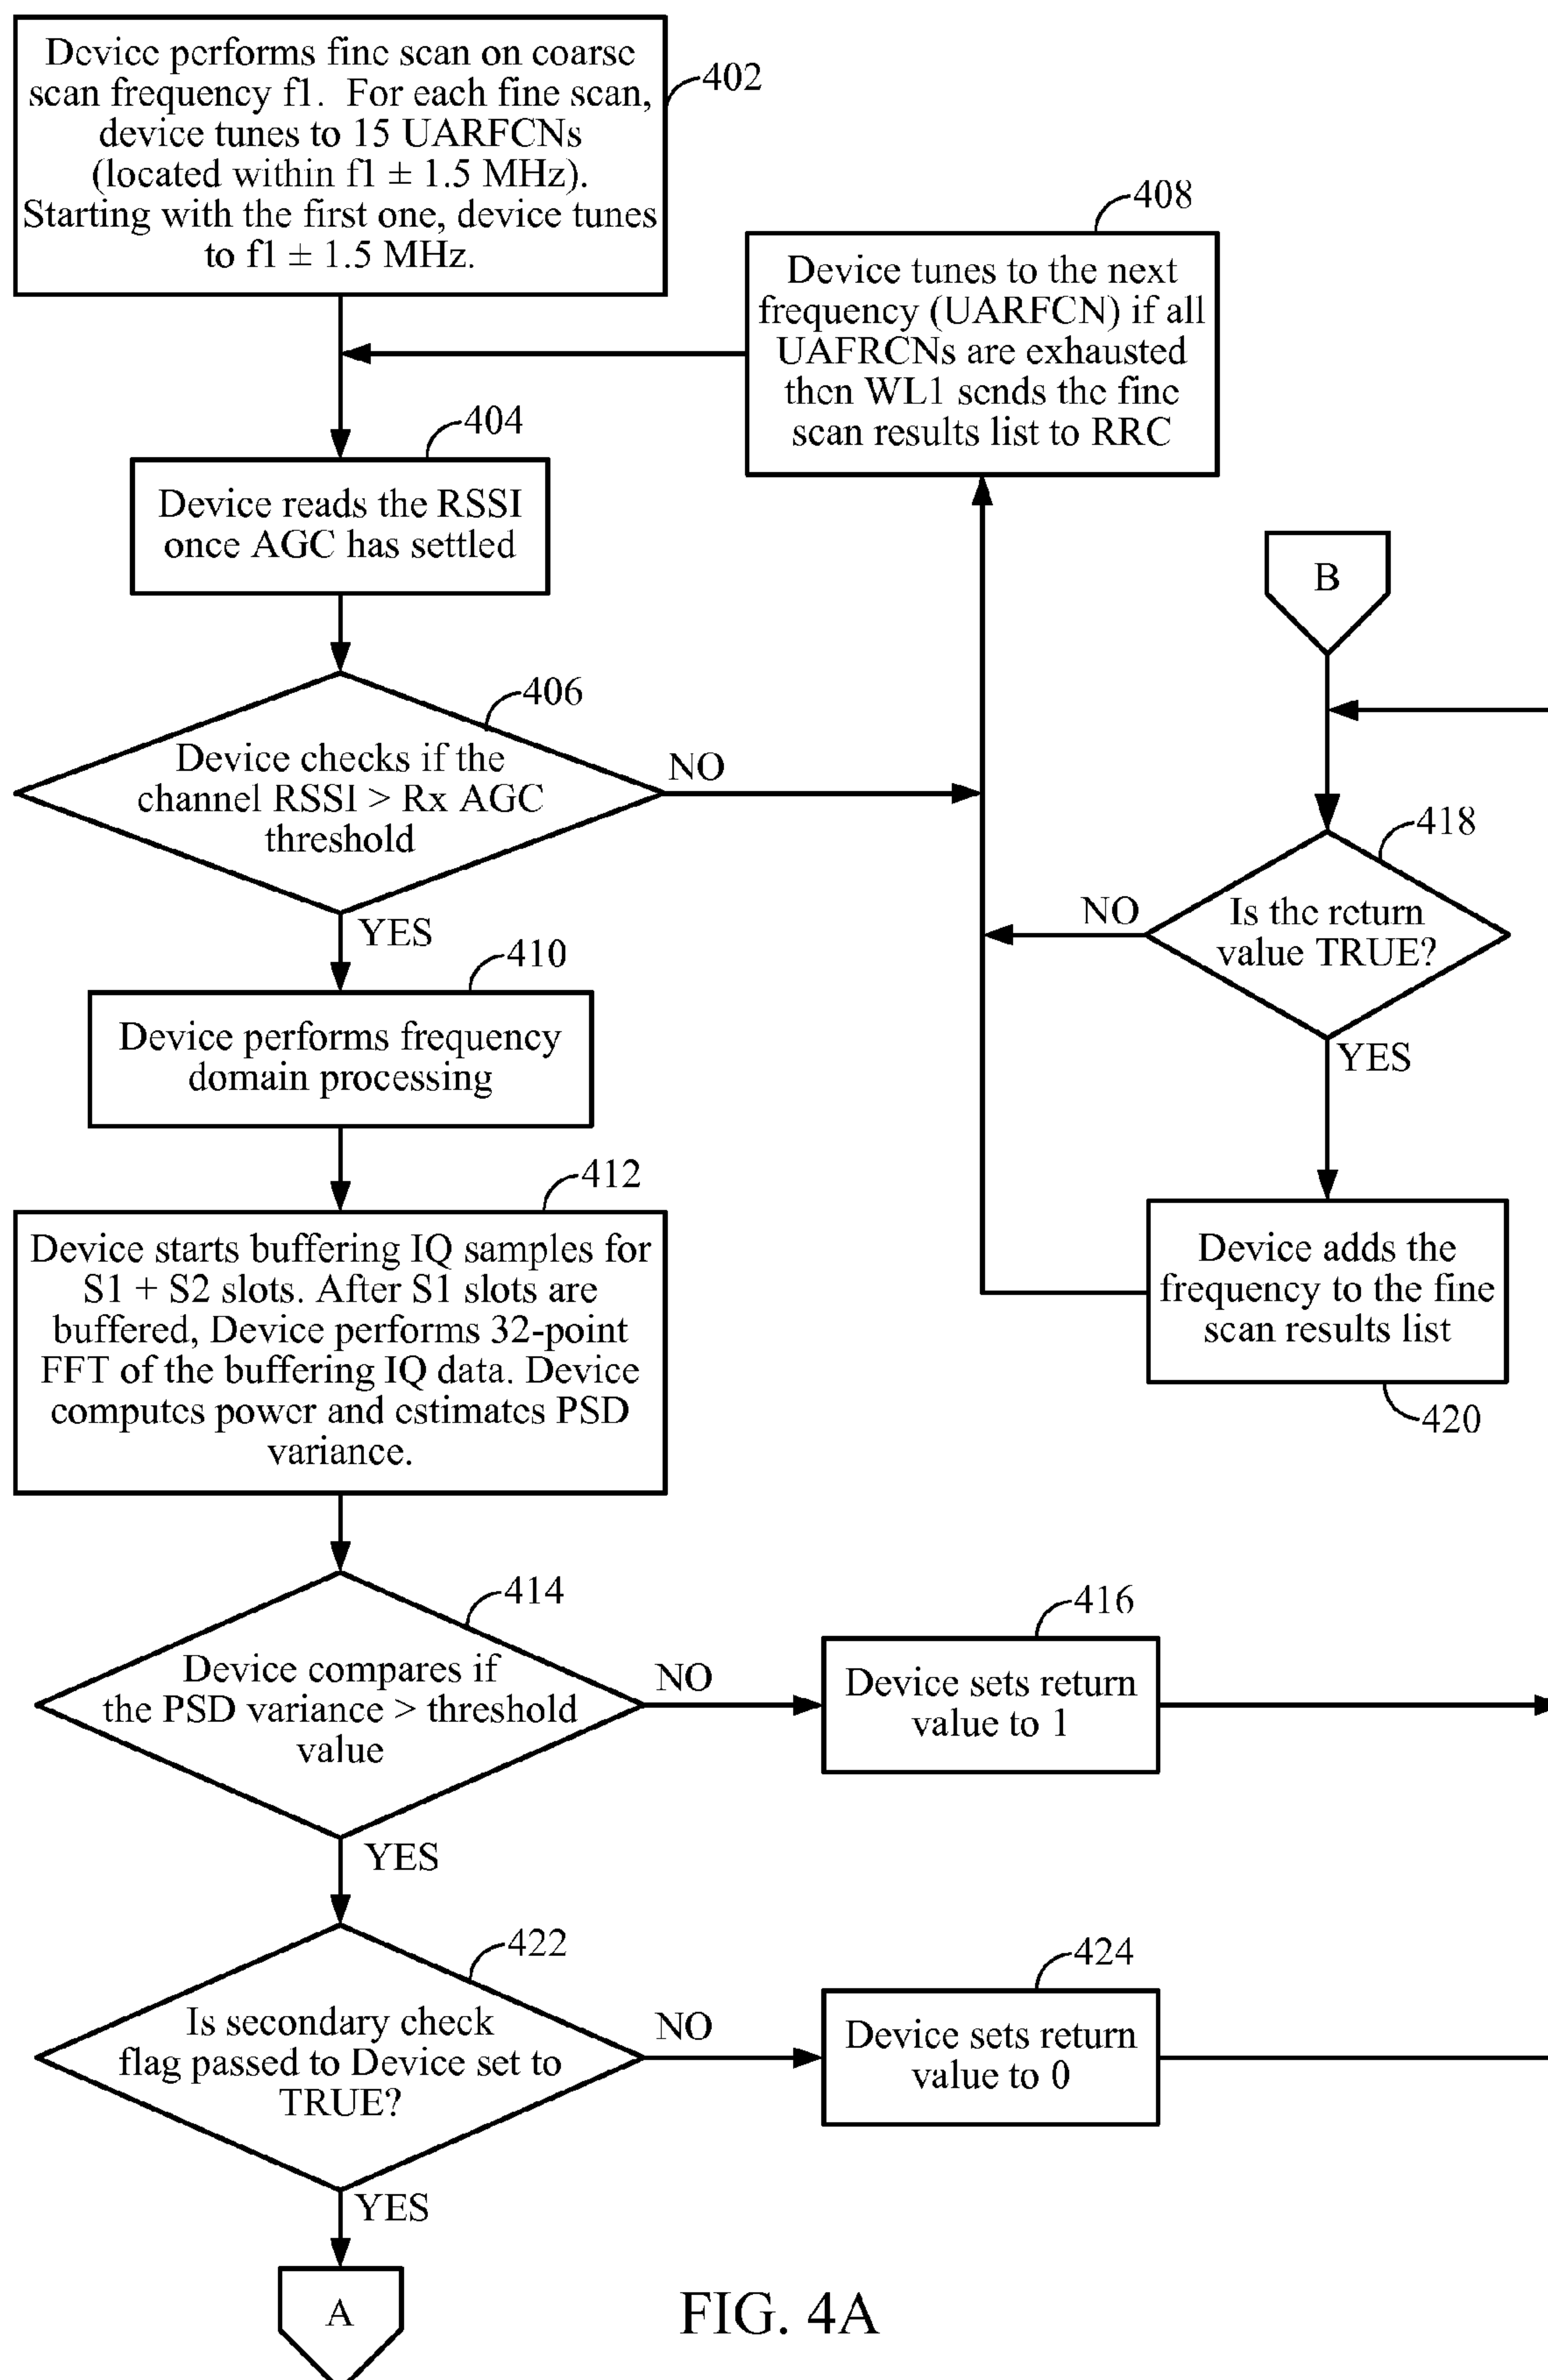 Device performs fine scan on coarse
scan frequency f1. For each fine scan,
device tunes to 15 UARFCNs
(located within f1 ± 1.5 MHz).
Starting with the first one, device tunes
to f1 ± 1.5 MHz.
402
408
Device tunes to the next
frequency (UARFCN) if all
UAFRCNs are exhausted
then WL1 sends the fine
scan results list to RRC
404
Device reads the RSSI
once AGC has settled
B
406
Device checks if the
channel RSSI > Rx AGC
threshold
NO
YES
418
Is the return
value TRUE?
NO
YES
410
Device performs frequency
domain processing
412
Device starts buffering IQ samples for
S1 + S2 slots. After S1 slots are
buffered, Device performs 32-point
FFT of the buffering IQ data. Device
computes power and estimates PSD
variance.
Device adds the
frequency to the fine
scan results list
420
414
Device compares if
the PSD variance > threshold
value
NO
YES
416
Device sets return
value to 1
422
Is secondary check
flag passed to Device set to
TRUE?
NO
YES
424
Device sets return
value to 0
A
FIG. 4A